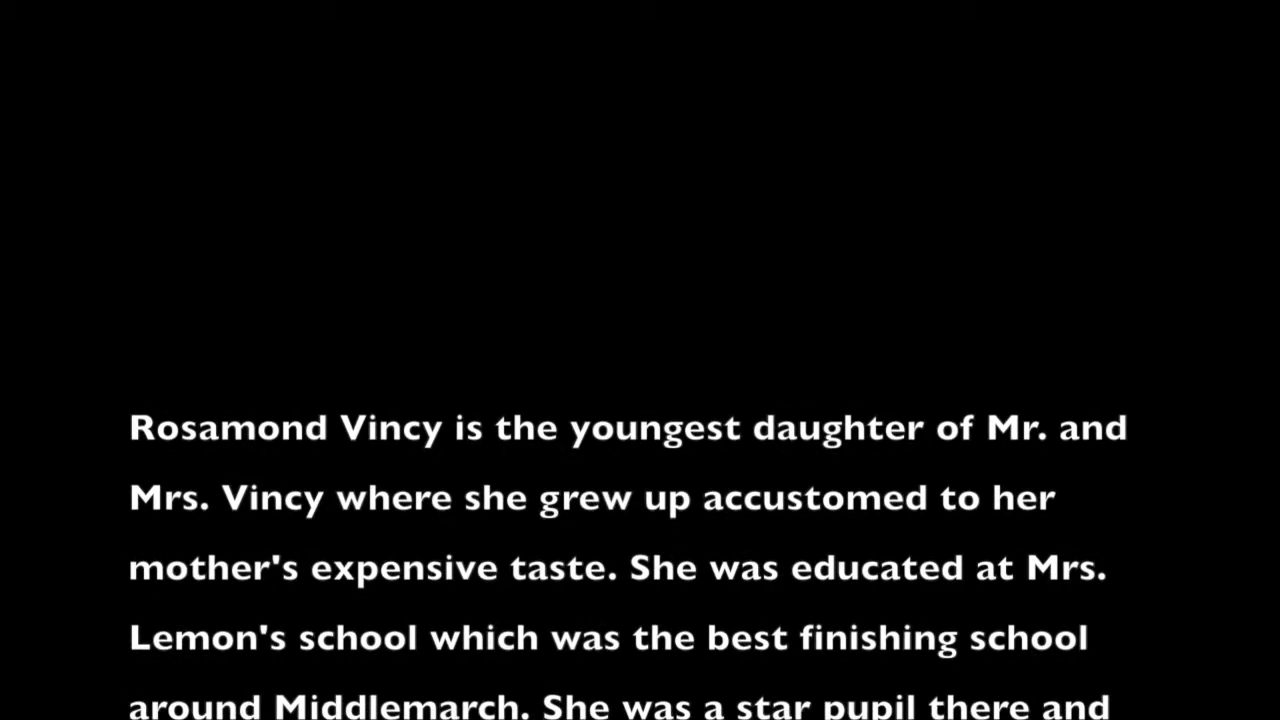 Rosamond Vincy is the youngest daughter of Mr. and
Mrs. Vincy where she grew up accustomed to her
mother's expensive taste. She was educated at Mrs.
Lemon's school which was the best finishing school
around Middlemarch. She was a star pupil there and